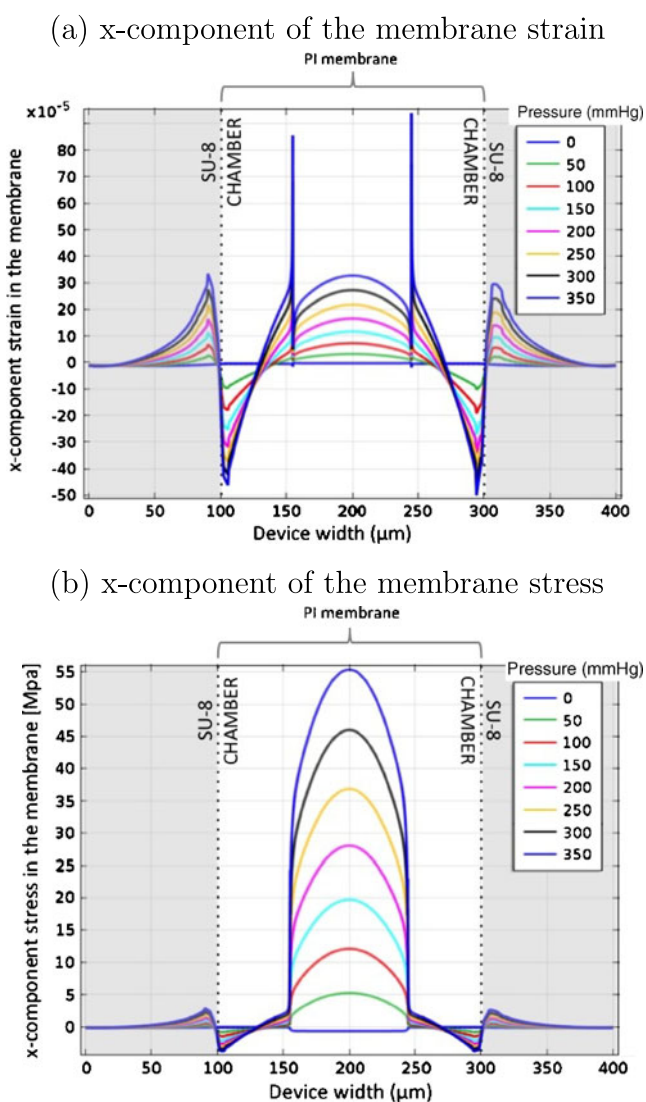 (a) x-component of the membrane strain
PI membrane
x10-5
Pressure (mmHg)
0
50
100
150
200
250
300
350
SU-8
CHAMBER
CHAMBER
SU-8
x-component strain in the membrane
80
70
60
50
40
30
20
10
0
-10
-20
-30
-40
-50
0 50 100 150 200 250 300 350 400
Device width (µm)
(b) x-component of the membrane stress
PI membrane
Pressure (mmHg)
0
50
100
150
200
250
300
350
SU-8
CHAMBER
CHAMBER
SU-8
x-component stress in the membrane [Mpa]
55
50
45
40
35
30
25
20
15
10
5
0
0 50 100 150 200 250 300 350 400
Device width (µm)